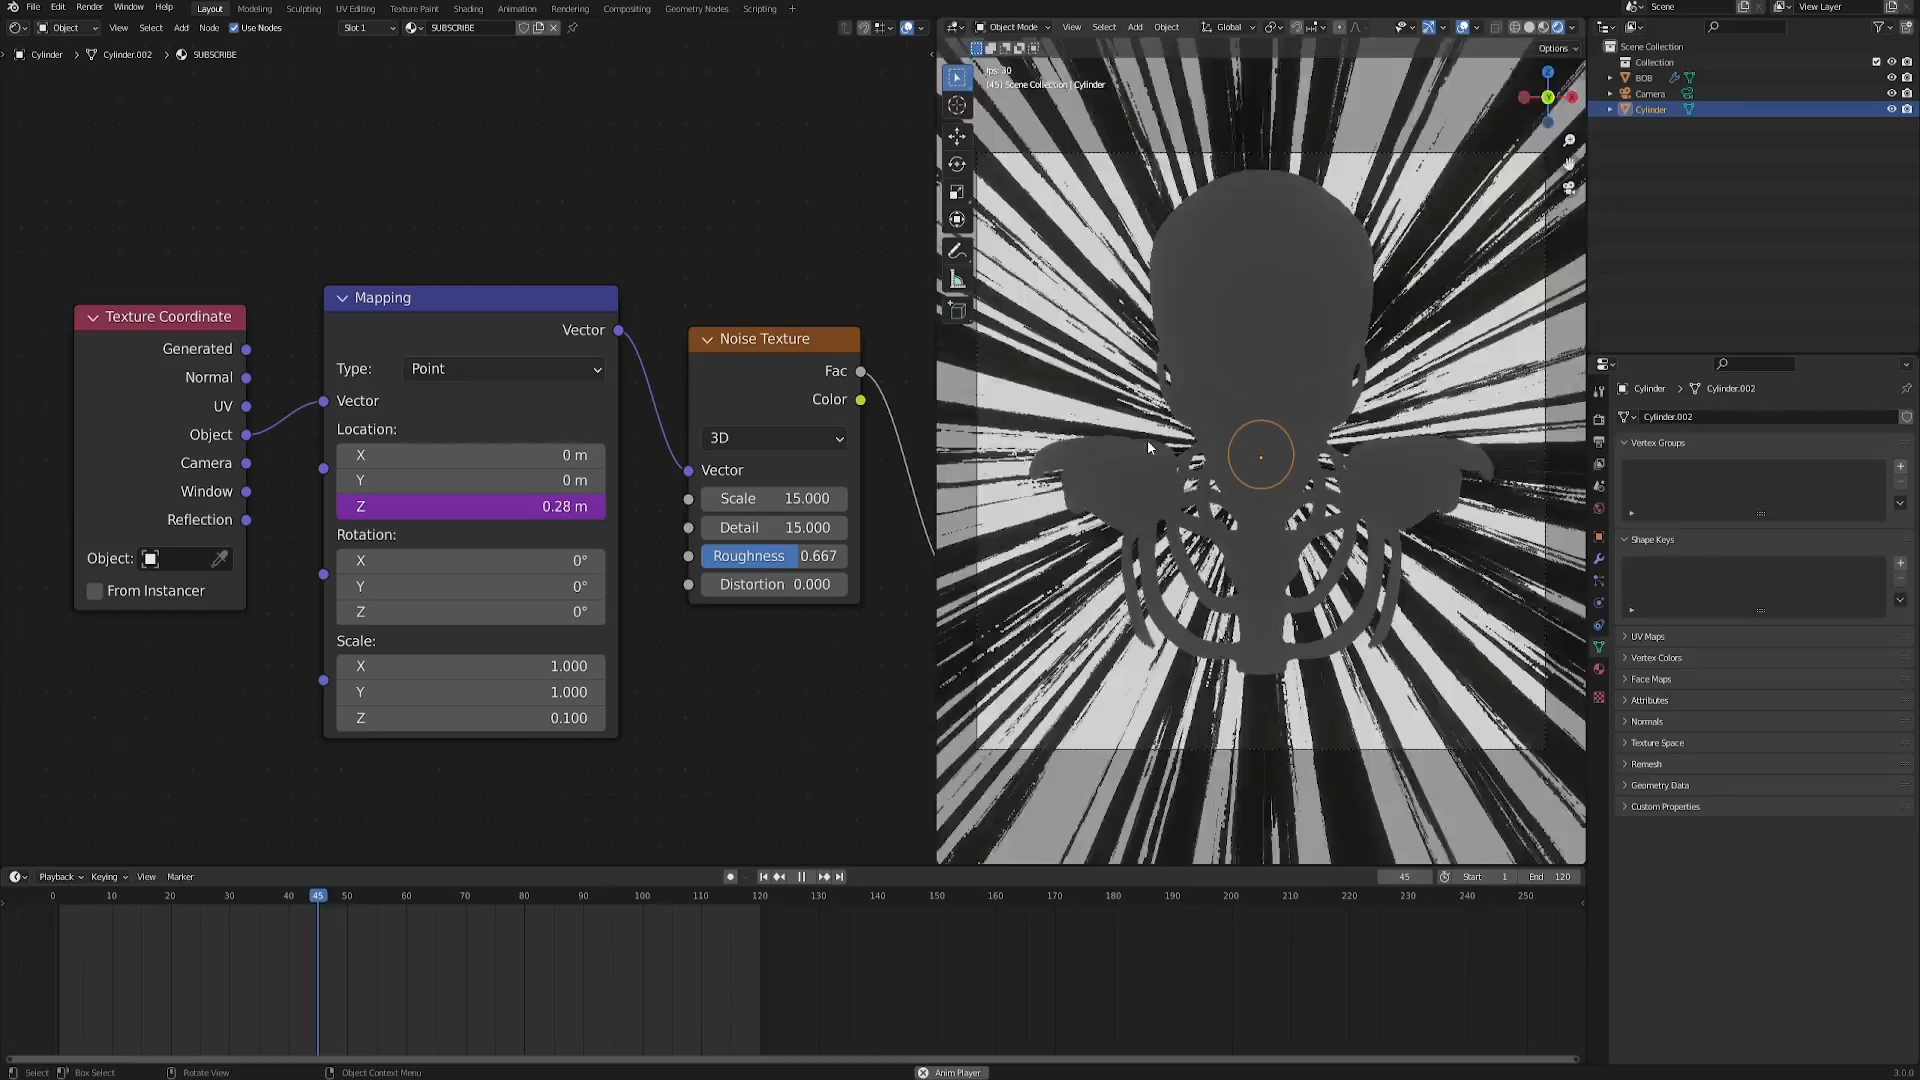 File Edit Render Window Help Layout Modeling Sculpting UV Editing Texture Paint Shading Animation Rendering Compositing Geometry Nodes Scripting + Scene View Layer
Object View Select Add Node Use Nodes Slot 1 SUBSCRIBE Object Mode View Select Add Object Global
Options
Cylinder > Cylinder.002 > SUBSCRIBE
fps: 30
(45) Scene Collection | Cylinder
Z
Y
X
Scene Collection
Collection
BOB
Camera
Cylinder
Texture Coordinate
Generated
Normal
UV
Object
Camera
Window
Reflection
Object:
From Instancer
Mapping
Vector
Type: Point
Vector
Location:
X 0 m
Y 0 m
Z 0.28 m
Rotation:
X 0°
Y 0°
Z 0°
Scale:
X 1.000
Y 1.000
Z 0.100
Noise Texture
Fac
Color
3D
Vector
Scale 15.000
Detail 15.000
Roughness 0.667
Distortion 0.000
Cylinder > Cylinder.002
Cylinder.002
Vertex Groups
Shape Keys
UV Maps
Vertex Colors
Face Maps
Attributes
Normals
Texture Space
Remesh
Geometry Data
Custom Properties
Playback Keying View Marker 45 Start 1 End 120
0 10 20 30 40 45 50 60 70 80 90 100 110 120 130 140 150 160 170 180 190 200 210 220 230 240 250
Select Box Select Rotate View Object Context Menu Anim Player 3.0.0